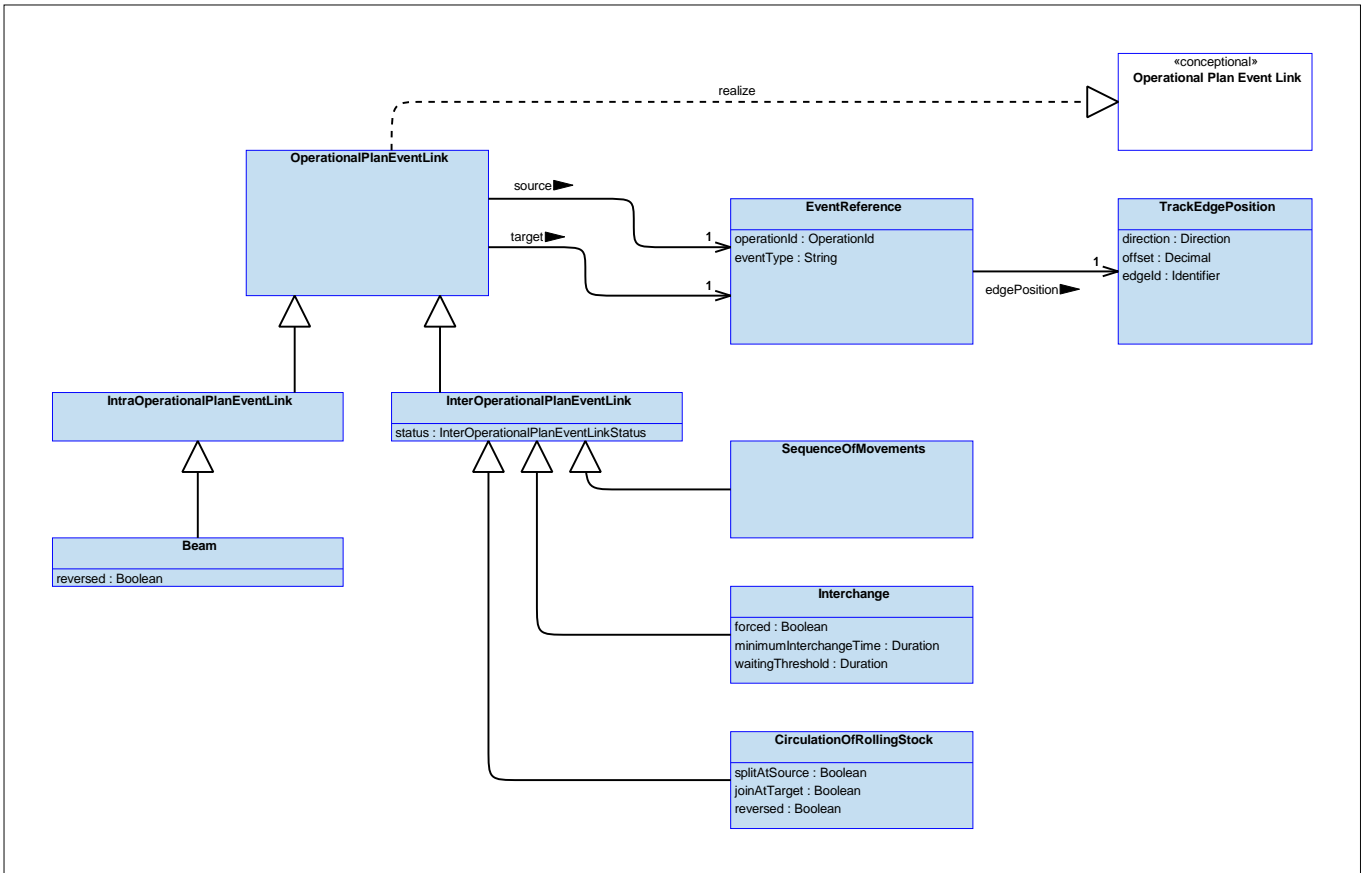 «conceptional»
Operational Plan Event Link
realize
OperationalPlanEventLink
source
target
1
1
EventReference
operationId : OperationId
eventType : String
edgePosition
1
TrackEdgePosition
direction : Direction
offset : Decimal
edgeId : Identifier
IntraOperationalPlanEventLink
InterOperationalPlanEventLink
status : InterOperationalPlanEventLinkStatus
SequenceOfMovements
Beam
reversed : Boolean
Interchange
forced : Boolean
minimumInterchangeTime : Duration
waitingThreshold : Duration
CirculationOfRollingStock
splitAtSource : Boolean
joinAtTarget : Boolean
reversed : Boolean